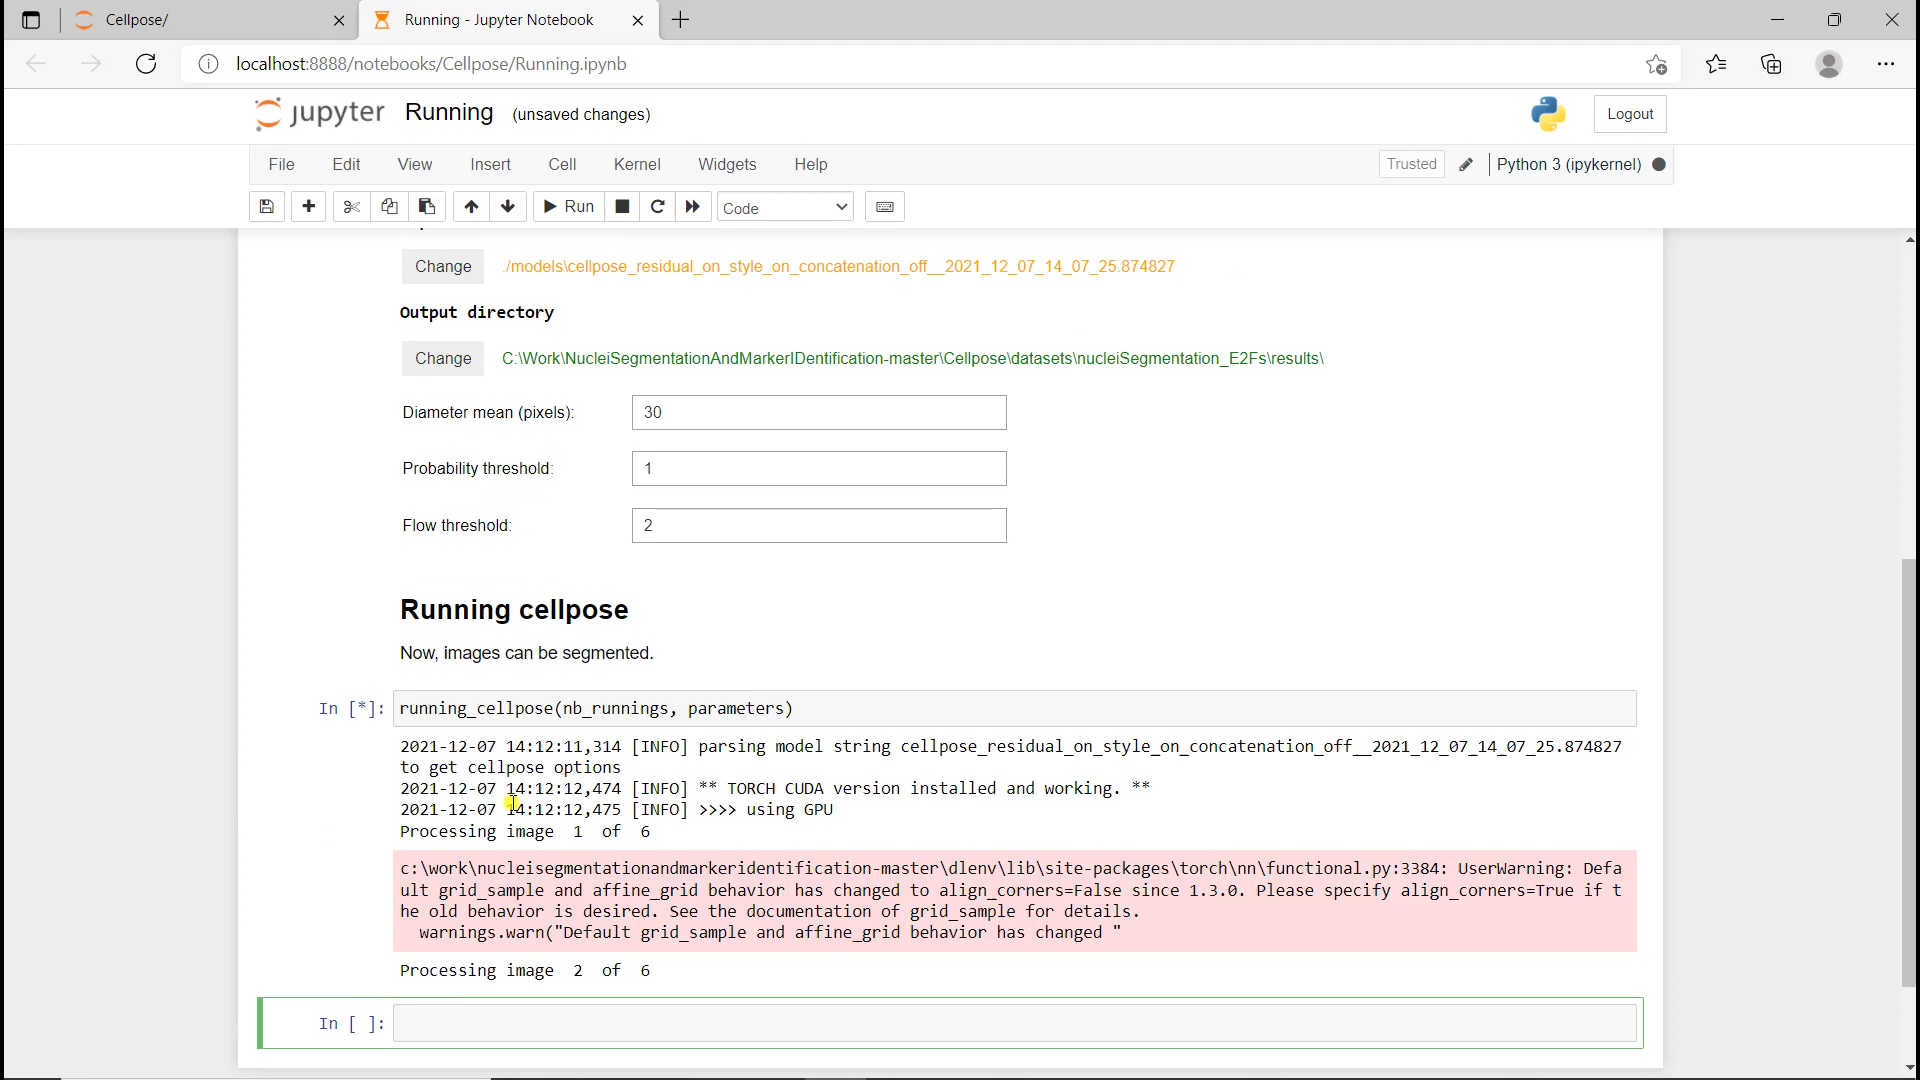 Cellpose/
Running - Jupyter Notebook
localhost:8888/notebooks/Cellpose/Running.ipynb
jupyter Running (unsaved changes)
Logout
File Edit View Insert Cell Kernel Widgets Help
Trusted
Python 3 (ipykernel)
Run
Code
Change ./models\cellpose_residual_on_style_on_concatenation_off__2021_12_07_14_07_25.874827
Output directory
Change C:\Work\NucleiSegmentationAndMarkerIDentification-master\Cellpose\datasets\nucleiSegmentation_E2Fs\results\
Diameter mean (pixels): 30
Probability threshold: 1
Flow threshold: 2
Running cellpose
Now, images can be segmented.
In [*]: running_cellpose(nb_runnings, parameters)
2021-12-07 14:12:11,314 [INFO] parsing model string cellpose_residual_on_style_on_concatenation_off__2021_12_07_14_07_25.874827
to get cellpose options
2021-12-07 14:12:12,474 [INFO] ** TORCH CUDA version installed and working. **
2021-12-07 14:12:12,475 [INFO] >>>> using GPU
Processing image 1 of 6
c:\work\nucleisegmentationandmarkeridentification-master\dlenv\lib\site-packages\torch\nn\functional.py:3384: UserWarning: Defa
ult grid_sample and affine_grid behavior has changed to align_corners=False since 1.3.0. Please specify align_corners=True if t
he old behavior is desired. See the documentation of grid_sample for details.
warnings.warn("Default grid_sample and affine_grid behavior has changed "
Processing image 2 of 6
In [ ]: